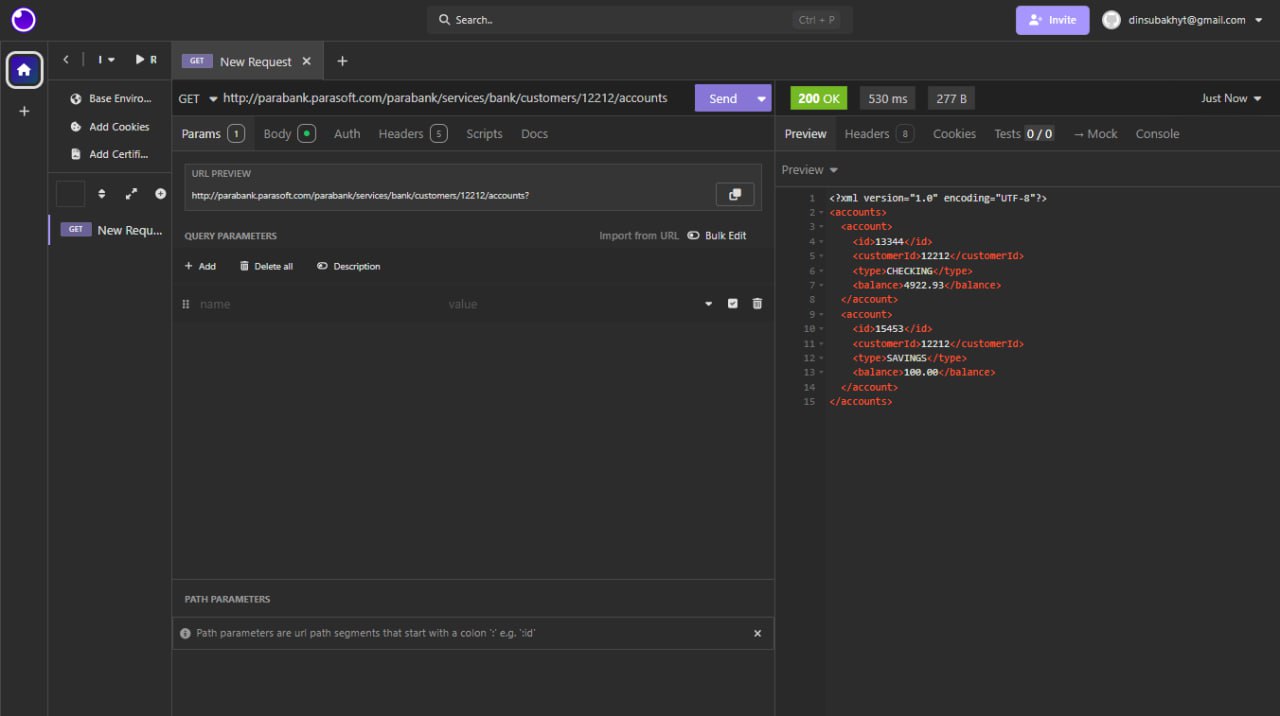 Search..
Ctrl + P
Invite
dinsubakhyt@gmail.com
I
R
GET New Request
Base Enviro...
Add Cookies
Add Certifi...
GET New Requ...
GET http://parabank.parasoft.com/parabank/services/bank/customers/12212/accounts
Send
Params 1 Body Auth Headers 5 Scripts Docs
URL PREVIEW
http://parabank.parasoft.com/parabank/services/bank/customers/12212/accounts?
QUERY PARAMETERS
Import from URL
Bulk Edit
+ Add
Delete all
Description
name
value
PATH PARAMETERS
Path parameters are url path segments that start with a colon ':' e.g. ':id'
200 OK 530 ms 277 B Just Now
Preview Headers 8 Cookies Tests 0 / 0 → Mock Console
Preview
1 <?xml version="1.0" encoding="UTF-8"?>
2 <accounts>
3 <account>
4 <id>13344</id>
5 <customerId>12212</customerId>
6 <type>CHECKING</type>
7 <balance>4922.93</balance>
8 </account>
9 <account>
10 <id>15453</id>
11 <customerId>12212</customerId>
12 <type>SAVINGS</type>
13 <balance>100.00</balance>
14 </account>
15 </accounts>